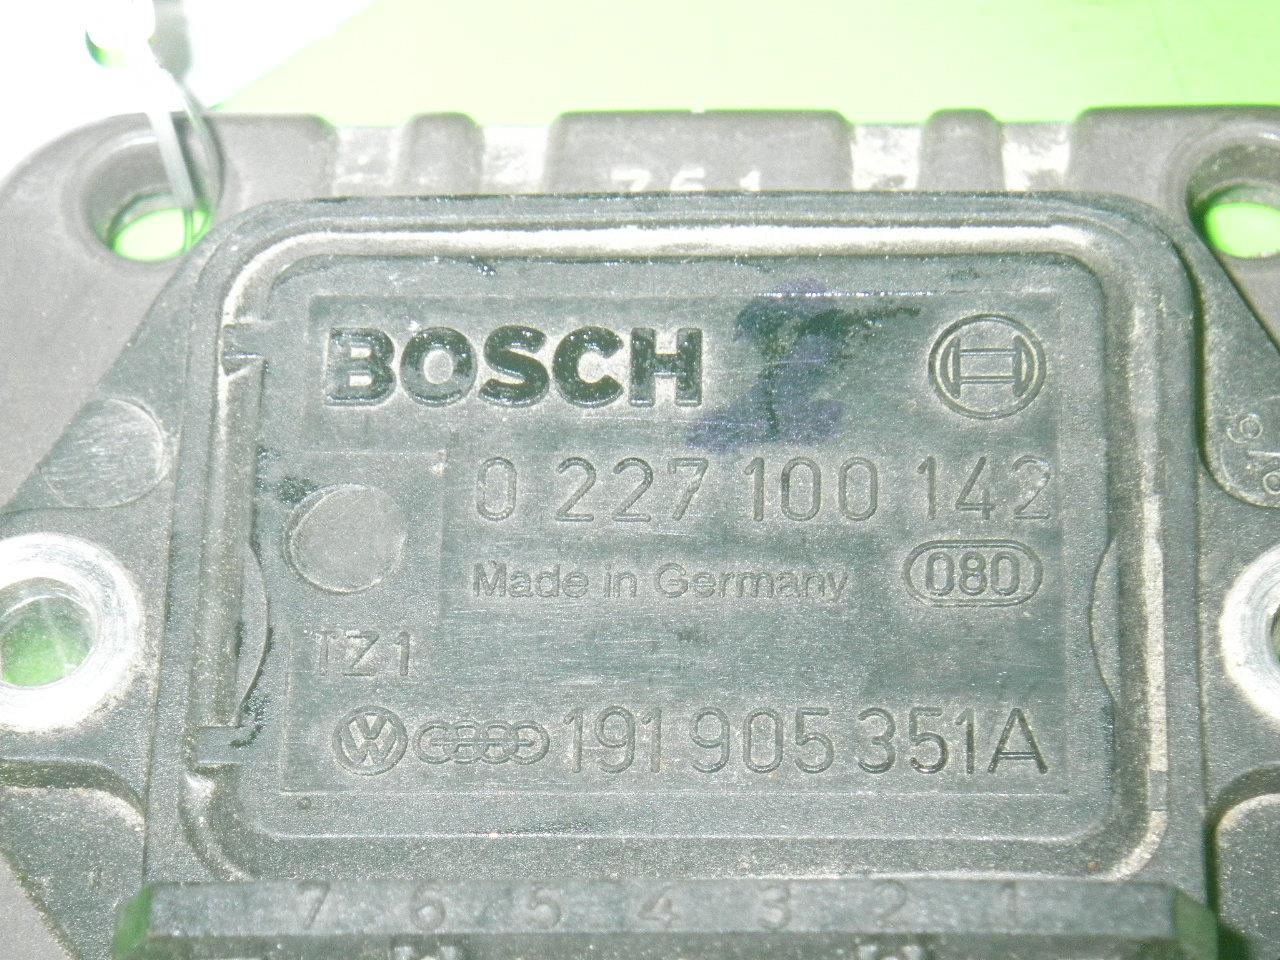 761
BOSCH
0 227 100 142
Made in Germany 080
TZ1
191 905 351A
7 6 5 4 3 2 1